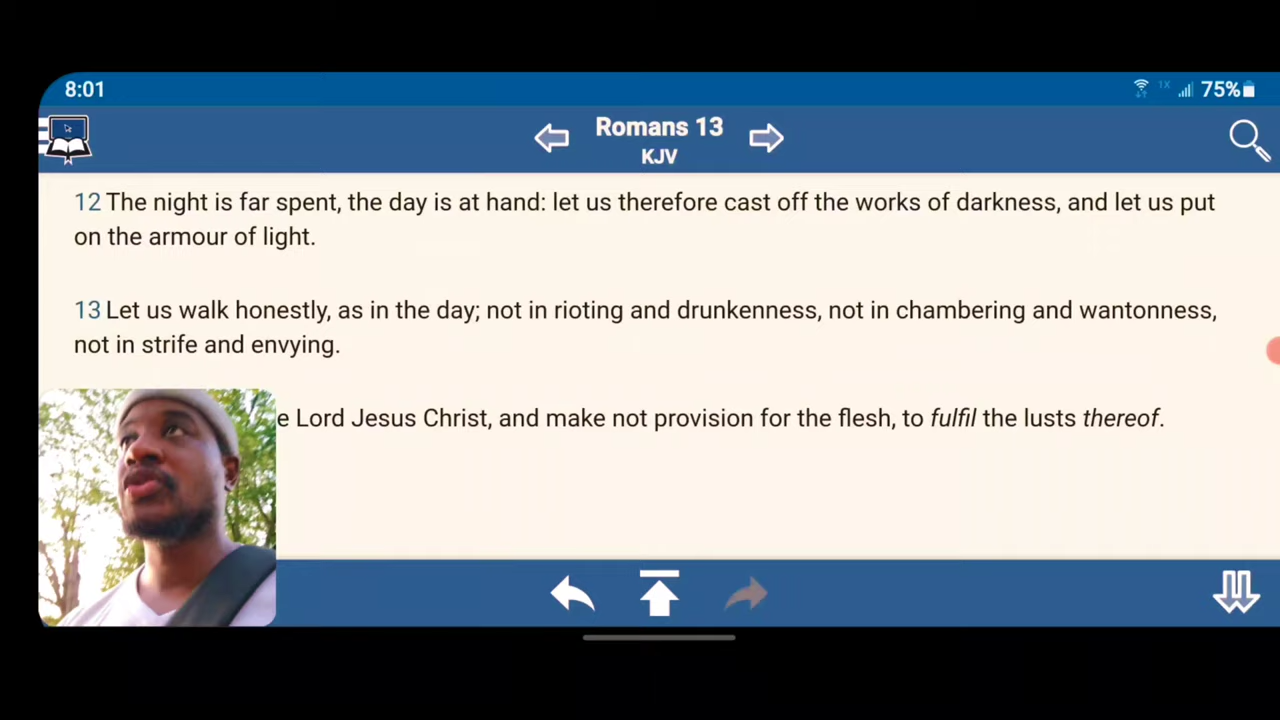 8:01
1X
75%
Romans 13
KJV
12 The night is far spent, the day is at hand: let us therefore cast off the works of darkness, and let us put
on the armour of light.
13 Let us walk honestly, as in the day; not in rioting and drunkenness, not in chambering and wantonness,
not in strife and envying.
e Lord Jesus Christ, and make not provision for the flesh, to fulfil the lusts thereof.